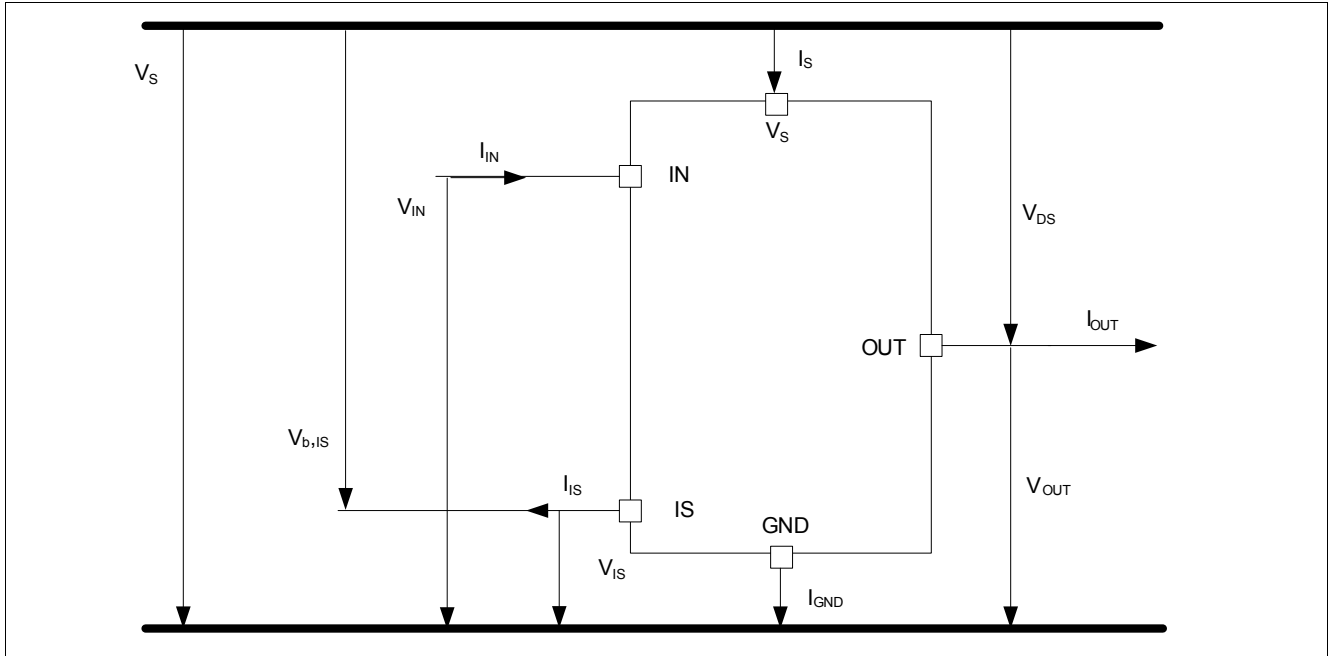 V_S
I_S
V_S
I_IN
IN
V_IN
V_DS
I_OUT
OUT
V_b,IS
I_IS
IS
V_OUT
GND
V_IS
I_GND